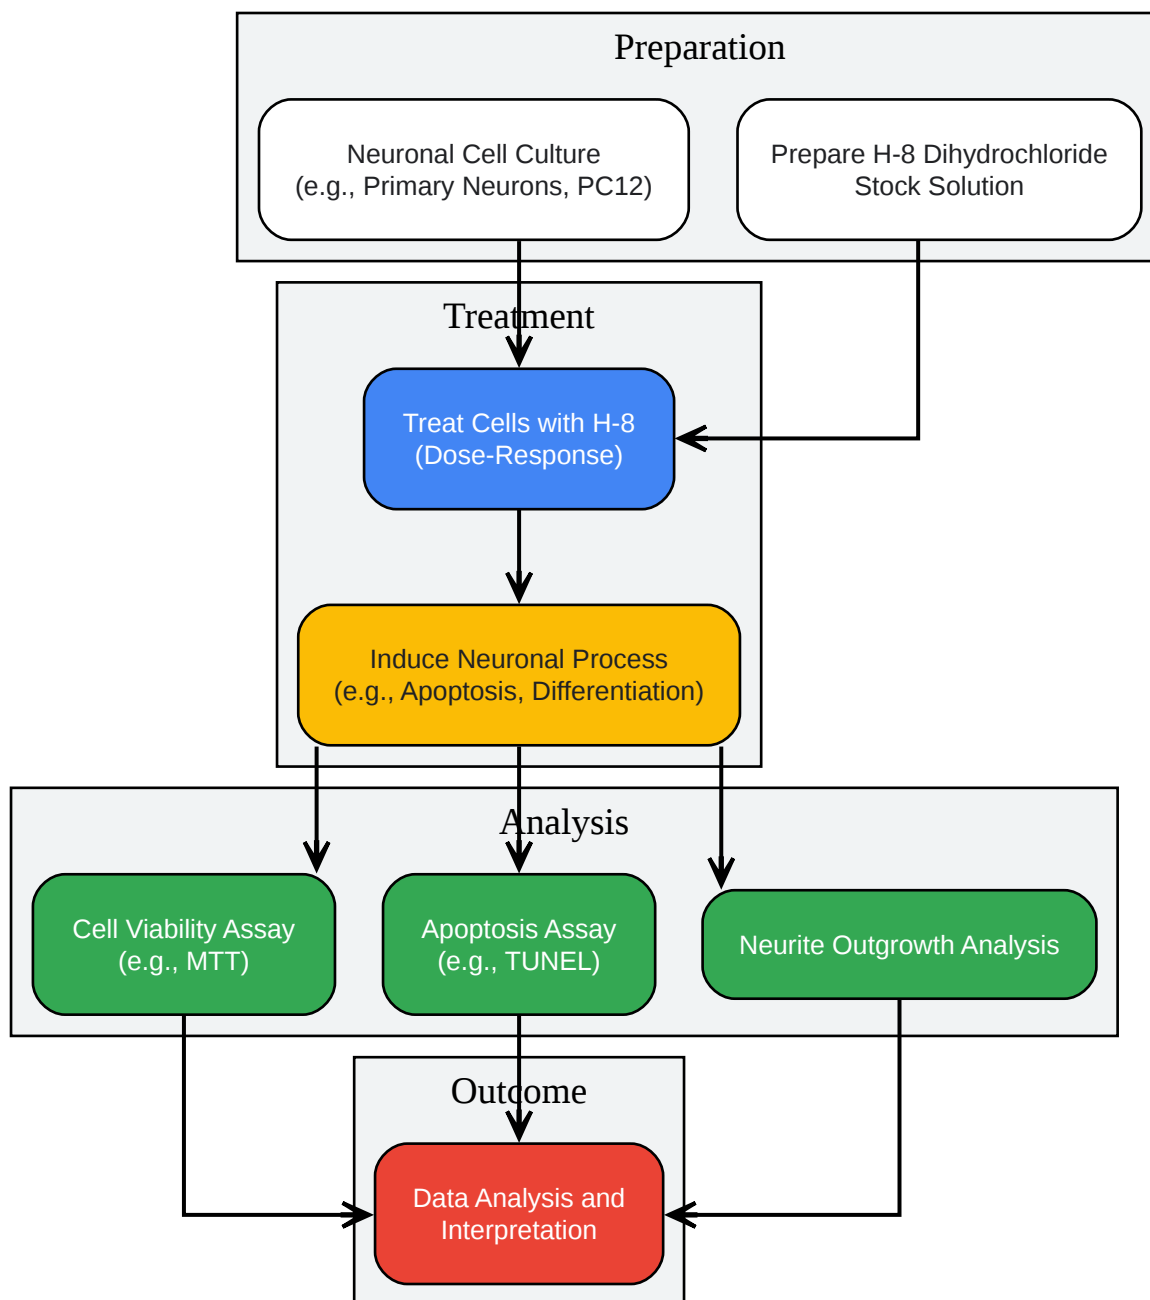 Preparation
Neuronal Cell Culture
(e.g., Primary Neurons, PC12)
Prepare H-8 Dihydrochloride
Stock Solution
Treatment
Treat Cells with H-8
(Dose-Response)
Induce Neuronal Process
(e.g., Apoptosis, Differentiation)
Analysis
Cell Viability Assay
(e.g., MTT)
Apoptosis Assay
(e.g., TUNEL)
Neurite Outgrowth Analysis
Outcome
Data Analysis and
Interpretation